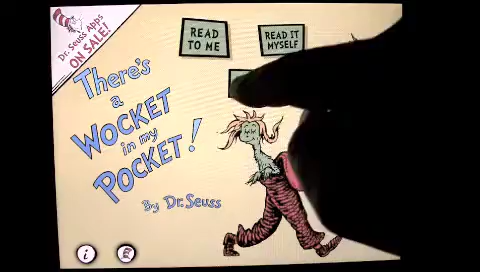 Dr. Seuss Apps
ON SALE!
READ
TO ME
READ IT
MYSELF
There's
a
WOCKET
in my
POCKET!
By Dr. Seuss
i